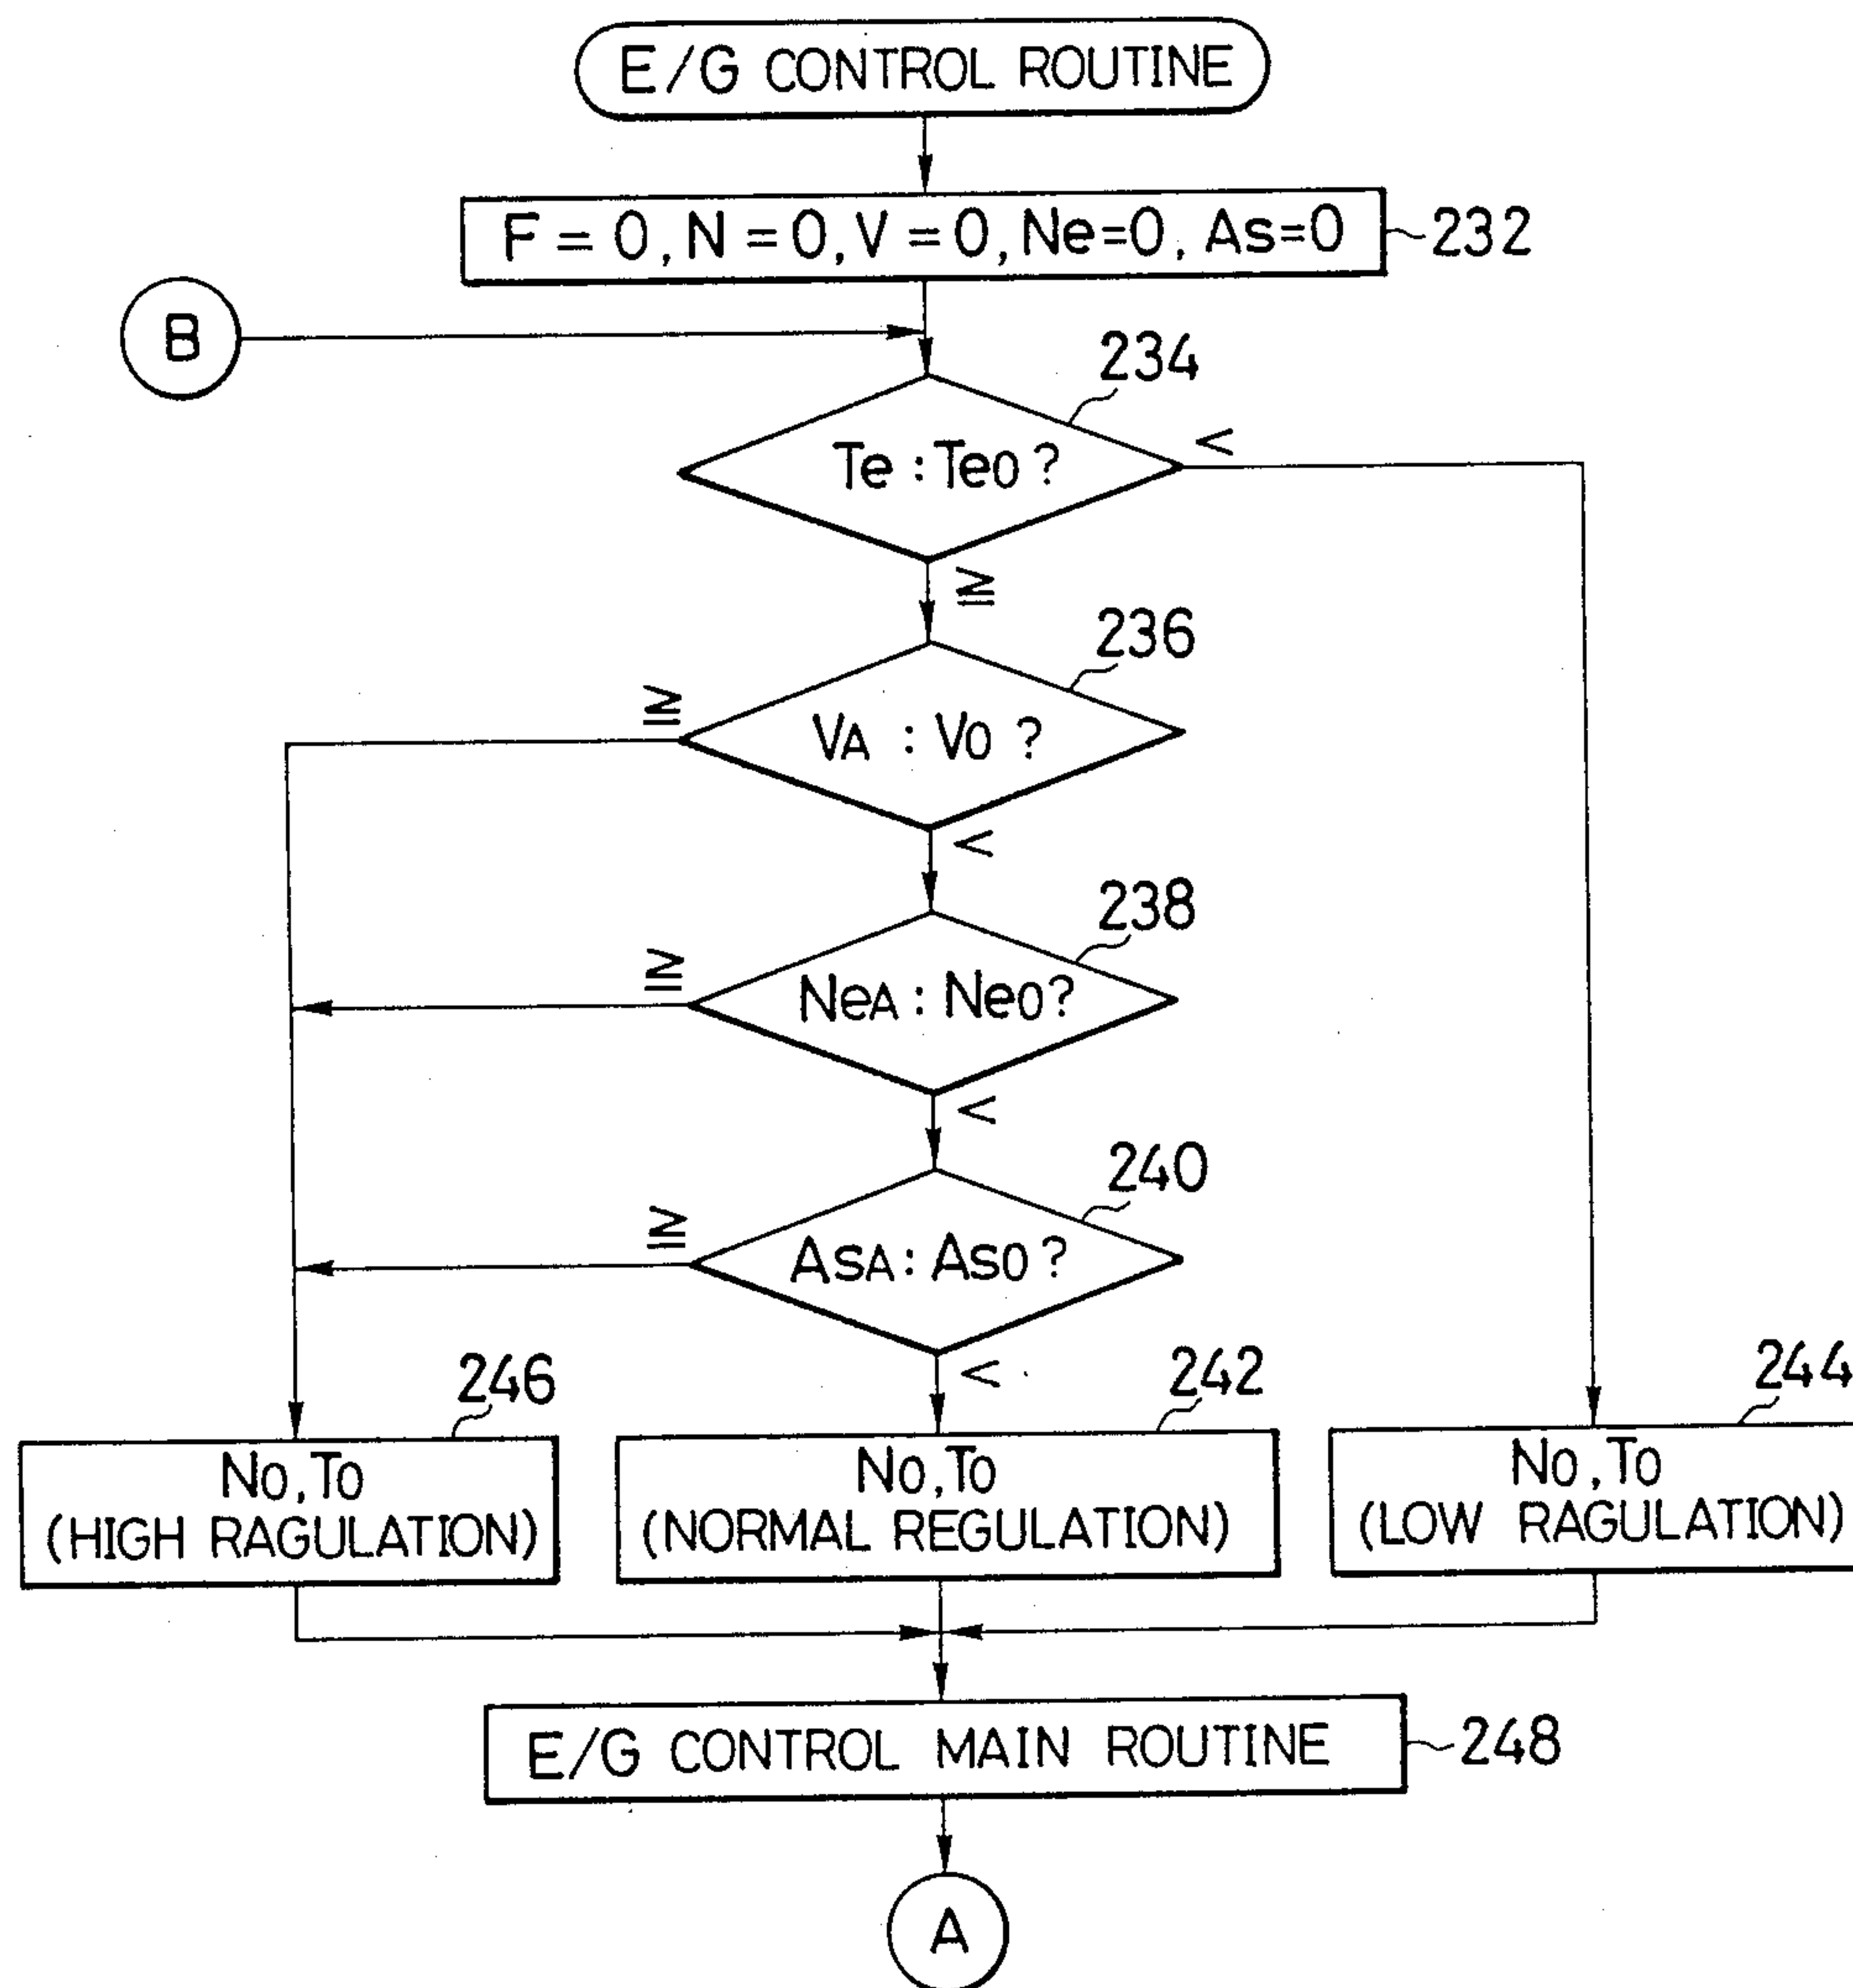 E/G CONTROL ROUTINE
F=0, N=0, V=0, Ne=0, As=0
232
B
234
Te : Te0 ?
<
≧
236
VA : V0 ?
≧
<
238
NeA : Ne0?
≧
<
240
AsA : As0 ?
≧
<
246
N0, T0
(HIGH RAGULATION)
242
N0, T0
(NORMAL REGULATION)
244
N0, T0
(LOW RAGULATION)
E/G CONTROL MAIN ROUTINE
248
A